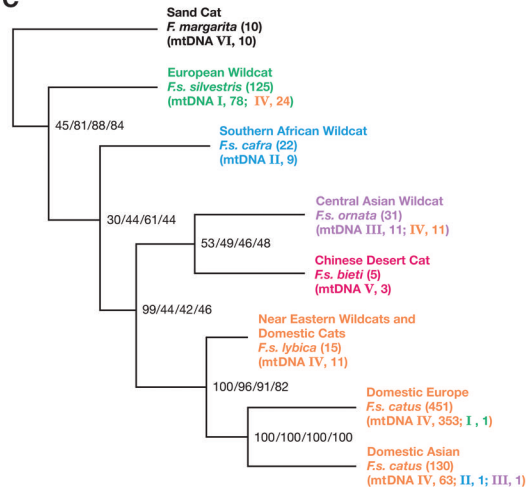 C
Sand Cat
F. margarita (10)
(mtDNA VI, 10)
European Wildcat
F.s. silvestris (125)
(mtDNA I, 78; IV, 24)
45/81/88/84
Southern African Wildcat
F.s. cafra (22)
(mtDNA II, 9)
30/44/61/44
Central Asian Wildcat
F.s. ornata (31)
(mtDNA III, 11; IV, 11)
53/49/46/48
Chinese Desert Cat
F.s. bieti (5)
(mtDNA V, 3)
99/44/42/46
Near Eastern Wildcats and
Domestic Cats
F.s. lybica (15)
(mtDNA IV, 11)
100/96/91/82
Domestic Europe
F.s. catus (451)
(mtDNA IV, 353; I , 1)
100/100/100/100
Domestic Asian
F.s. catus (130)
(mtDNA IV, 63; II, 1; III, 1)